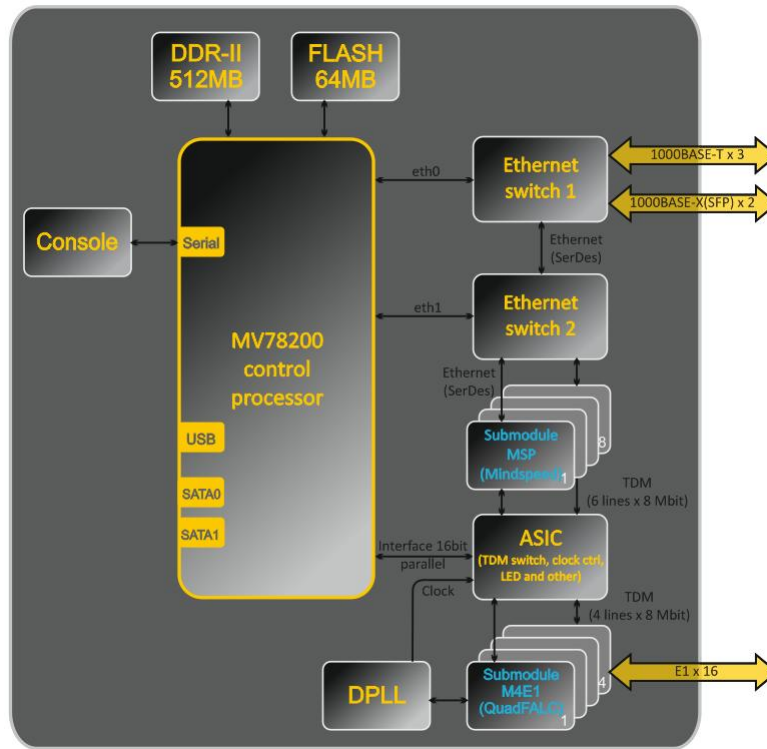 DDR-II
512MB
FLASH
64MB
eth0
Ethernet
switch 1
1000BASE-T x 3
1000BASE-X(SFP) x 2
Console
Serial
Ethernet
(SerDes)
eth1
Ethernet
switch 2
MV78200
control
processor
Ethernet
(SerDes)
USB
SATA0
SATA1
Submodule
MSP
(Mindspeed)
1
8
TDM
(6 lines x 8 Mbit)
Interface 16bit
parallel
ASIC
(TDM switch, clock ctrl,
LED and other)
Clock
TDM
(4 lines x 8 Mbit)
DPLL
Submodule
M4E1
(QuadFALC)
1
4
E1 x 16